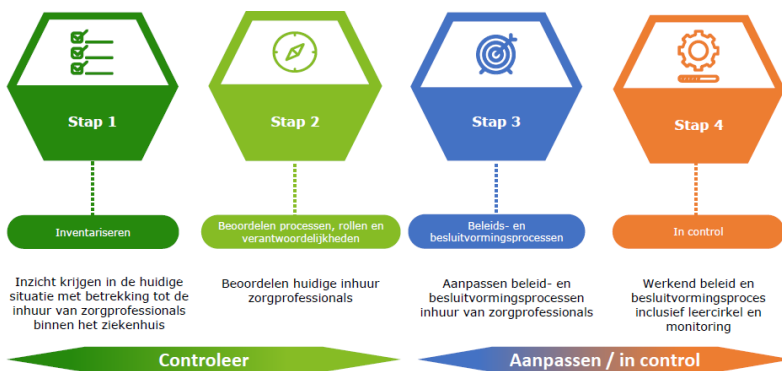 Stap 1
Stap 2
Stap 3
Stap 4
Inventariseren
Beoordelen processen, rollen en
verantwoordelijkheden
Beleids- en
besluitvormingsprocessen
In control
Inzicht krijgen in de huidige
situatie met betrekking tot de
inhuur van zorgprofessionals
binnen het ziekenhuis
Beoordelen huidige inhuur
zorgprofessionals
Aanpassen beleid- en
besluitvormingsprocessen
inhuur van zorgprofessionals
Werkend beleid en
besluitvormingsproces
inclusief leercirkel en
monitoring
Controleer
Aanpassen / in control